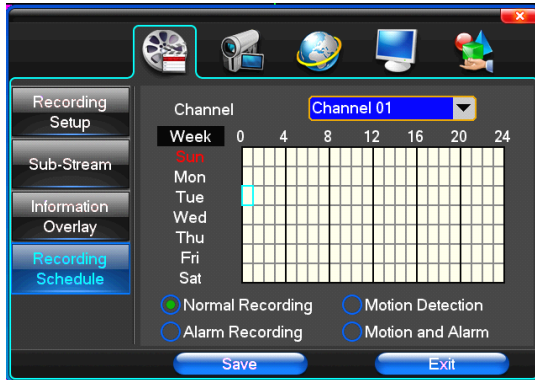 Recording
Setup
Sub-Stream
Information
Overlay
Recording
Schedule
Channel Channel 01
Week 0 4 8 12 16 20 24
Sun
Mon
Tue
Wed
Thu
Fri
Sat
Normal Recording Motion Detection
Alarm Recording Motion and Alarm
Save Exit